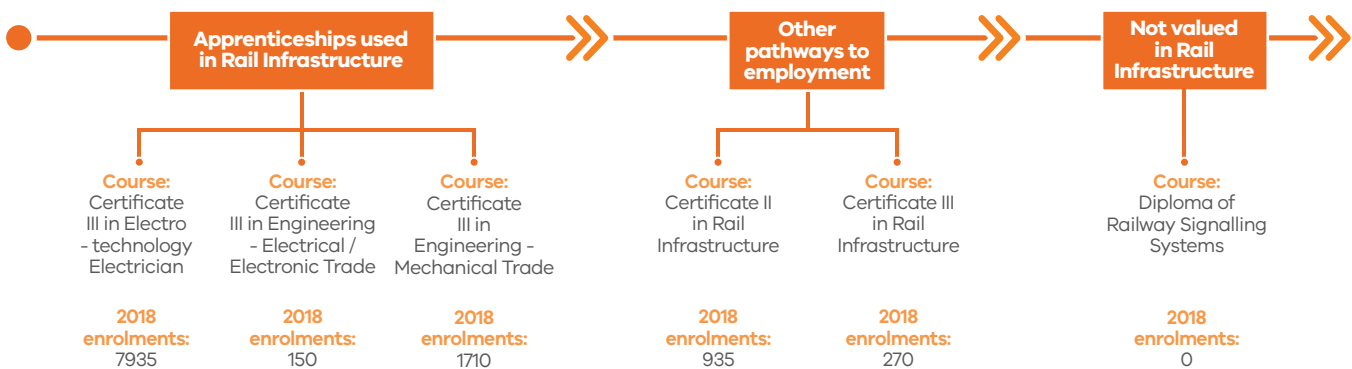 Apprenticeships used
in Rail Infrastructure
Other
pathways to
employment
Not valued
in Rail
Infrastructure
Course:
Certificate
III in Electro
- technology
Electrician
2018
enrolments:
7935
Course:
Certificate
III in Engineering
- Electrical /
Electronic Trade
2018
enrolments:
150
Course:
Certificate
III in
Engineering -
Mechanical Trade
2018
enrolments:
1710
Course:
Certificate II
in Rail
Infrastructure
2018
enrolments:
935
Course:
Certificate III
in Rail
Infrastructure
2018
enrolments:
270
Course:
Diploma of
Railway Signalling
Systems
2018
enrolments:
0